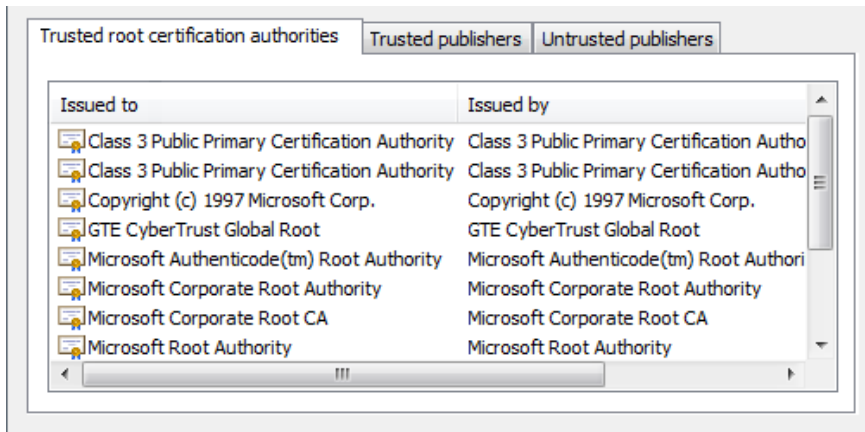 Trusted root certification authorities Trusted publishers Untrusted publishers
Issued to Issued by
Class 3 Public Primary Certification Authority Class 3 Public Primary Certification Autho
Class 3 Public Primary Certification Authority Class 3 Public Primary Certification Autho
Copyright (c) 1997 Microsoft Corp. Copyright (c) 1997 Microsoft Corp.
GTE CyberTrust Global Root GTE CyberTrust Global Root
Microsoft Authenticode(tm) Root Authority Microsoft Authenticode(tm) Root Authori
Microsoft Corporate Root Authority Microsoft Corporate Root Authority
Microsoft Corporate Root CA Microsoft Corporate Root CA
Microsoft Root Authority Microsoft Root Authority